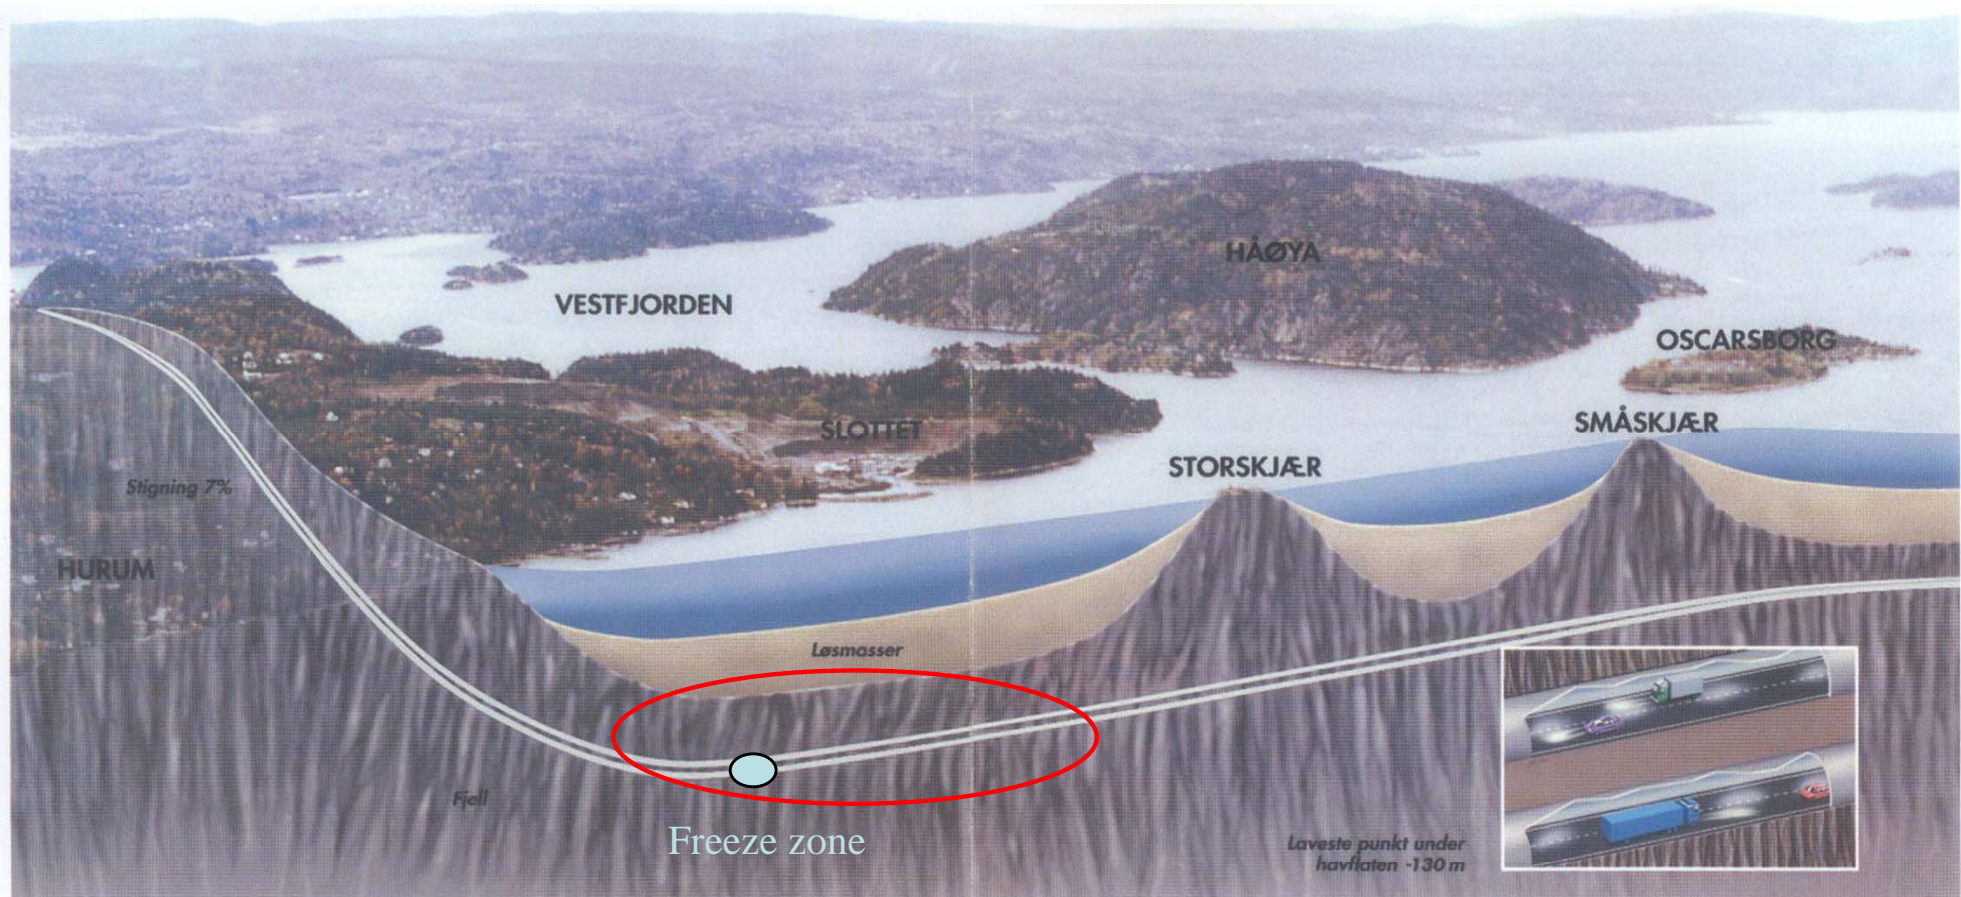 HÅØYA
VESTFJORDEN
OSCARSBORG
SMÅSKJÆR
SLOTTET
STORSKJÆR
Stigning 7%
HURUM
Løsmasser
Fjell
Freeze zone
Laveste punkt under
havflaten -130 m